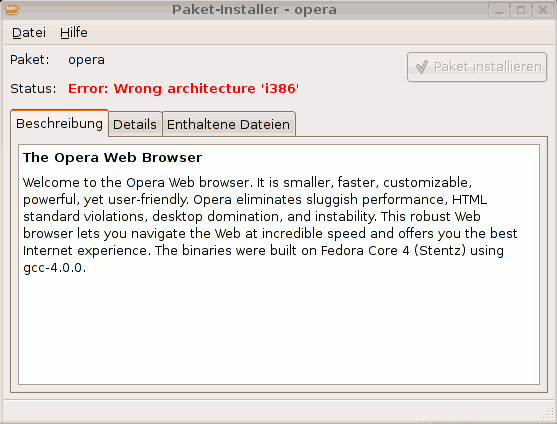 Paket-Installer - opera
Datei Hilfe
Paket: opera
Paket installieren
Status: Error: Wrong architecture 'i386'
Beschreibung Details Enthaltene Dateien
The Opera Web Browser
Welcome to the Opera Web browser. It is smaller, faster, customizable,
powerful, yet user-friendly. Opera eliminates sluggish performance, HTML
standard violations, desktop domination, and instability. This robust Web
browser lets you navigate the Web at incredible speed and offers you the best
Internet experience. The binaries were built on Fedora Core 4 (Stentz) using
gcc-4.0.0.